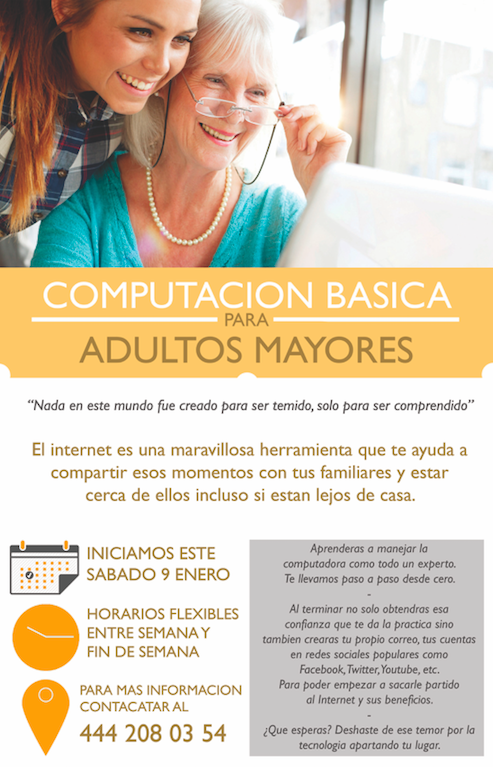 COMPUTACION BASICA
PARA
ADULTOS MAYORES
“Nada en este mundo fue creado para ser temido, solo para ser comprendido”
El internet es una maravillosa herramienta que te ayuda a
compartir esos momentos con tus familiares y estar
cerca de ellos incluso si estan lejos de casa.
INICIAMOS ESTE
SABADO 9 ENERO
HORARIOS FLEXIBLES
ENTRE SEMANA Y
FIN DE SEMANA
PARA MAS INFORMACION
CONTACATAR AL
444 208 03 54
Aprenderas a manejar la
computadora como todo un experto.
Te llevamos paso a paso desde cero.
-
Al terminar no solo obtendras esa
confianza que te da la practica sino
tambien crearas tu propio correo, tus cuentas
en redes sociales populares como
Facebook, Twitter, Youtube, etc.
Para poder empezar a sacarle partido
al Internet y sus beneficios.
-
¿Que esperas? Deshaste de ese temor por la
tecnologia apartando tu lugar.